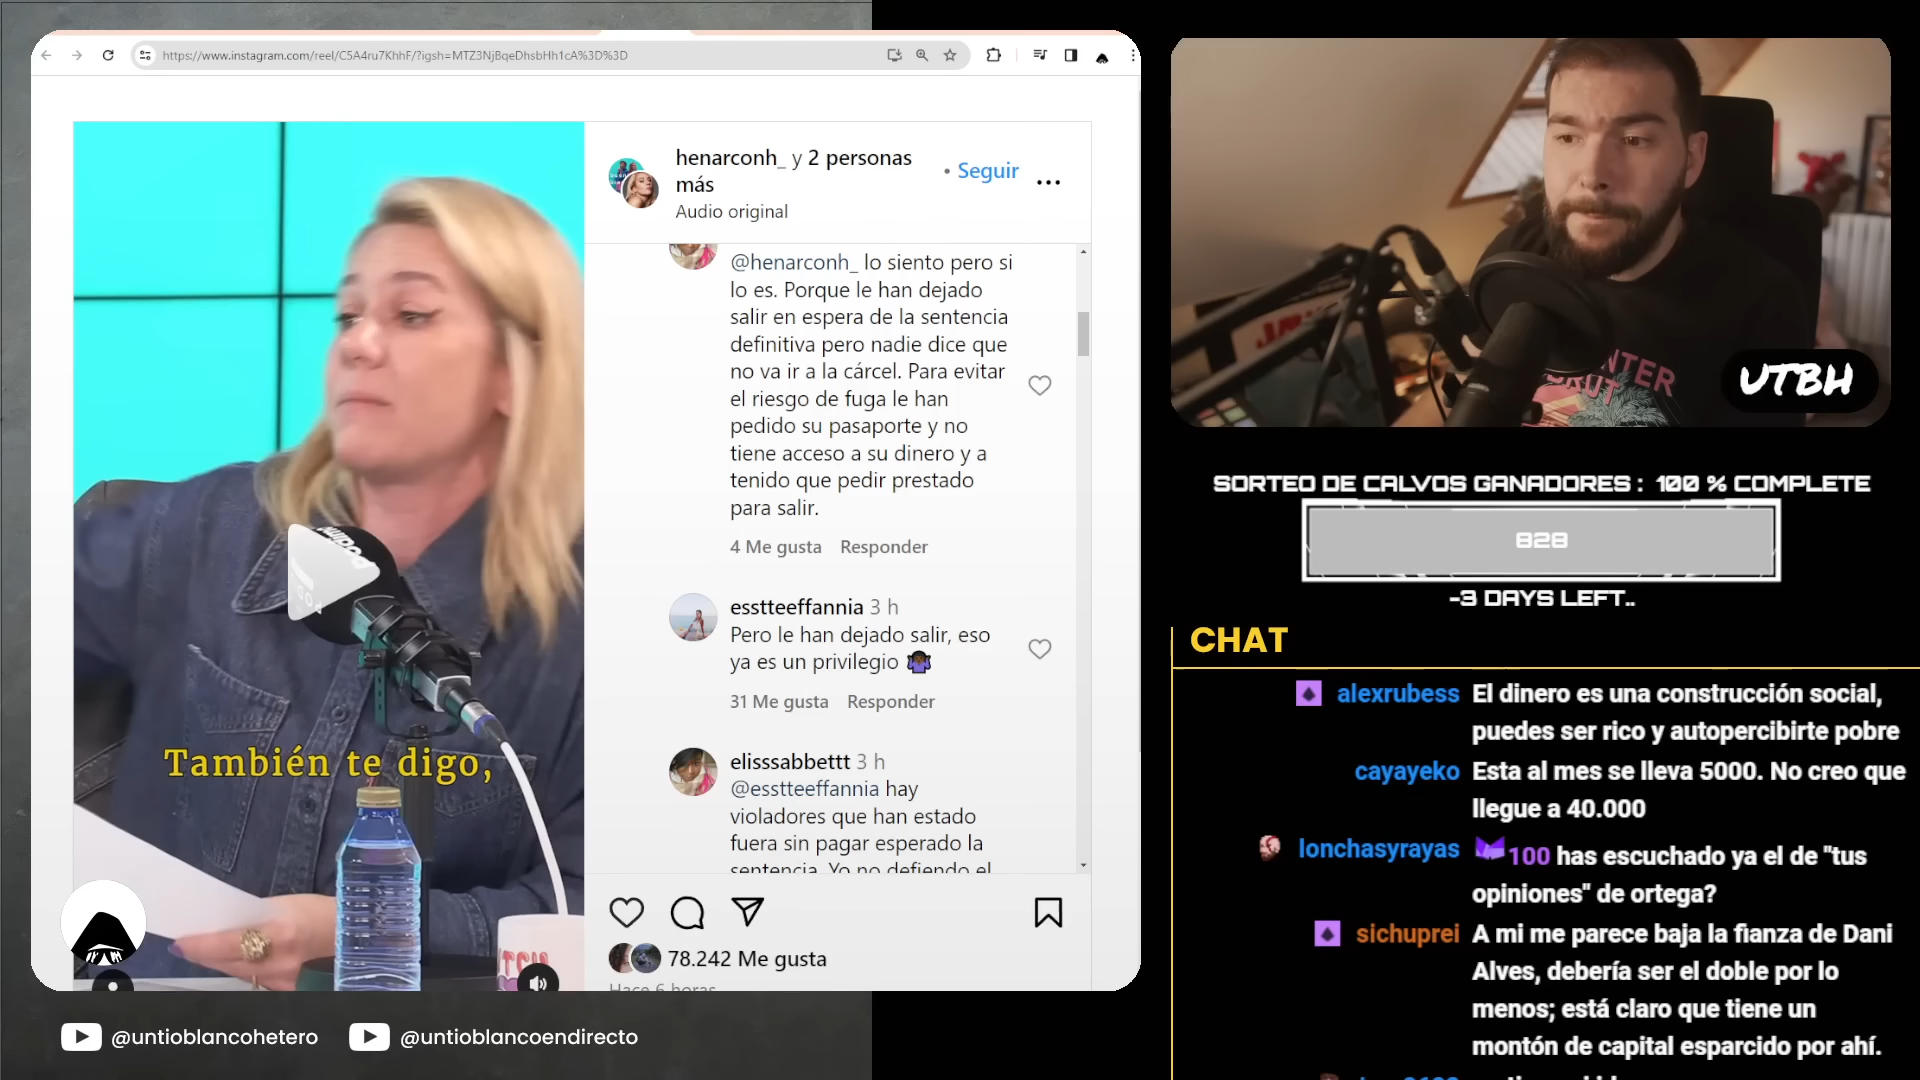 https://www.instagram.com/reel/C5A4ru7KhhF/?igsh=MTZ3NjBqeDhsbHh1cA%3D%3D
henarconh_ y 2 personas
más
• Seguir
Audio original
@henarconh_ lo siento pero si
lo es. Porque le han dejado
salir en espera de la sentencia
definitiva pero nadie dice que
no va ir a la cárcel. Para evitar
el riesgo de fuga le han
pedido su pasaporte y no
tiene acceso a su dinero y a
tenido que pedir prestado
para salir.
4 Me gusta Responder
esstteeffannia 3 h
Pero le han dejado salir, eso
ya es un privilegio
31 Me gusta Responder
elisssabbettt 3 h
@esstteeffannia hay
violadores que han estado
fuera sin pagar esperado la
sentencia. Yo no defiendo el
78.242 Me gusta
Hace 6 horas
También te digo,
@untioblancohetero @untioblancoendirecto
UTBH
SORTEO DE CALVOS GANADORES : 100 % COMPLETE
828
-3 DAYS LEFT..
CHAT
alexrubess El dinero es una construcción social,
puedes ser rico y autopercibirte pobre
cayayeko Esta al mes se lleva 5000. No creo que
llegue a 40.000
lonchasyrayas 100 has escuchado ya el de "tus
opiniones" de ortega?
sichuprei A mi me parece baja la fianza de Dani
Alves, debería ser el doble por lo
menos; está claro que tiene un
montón de capital esparcido por ahí.